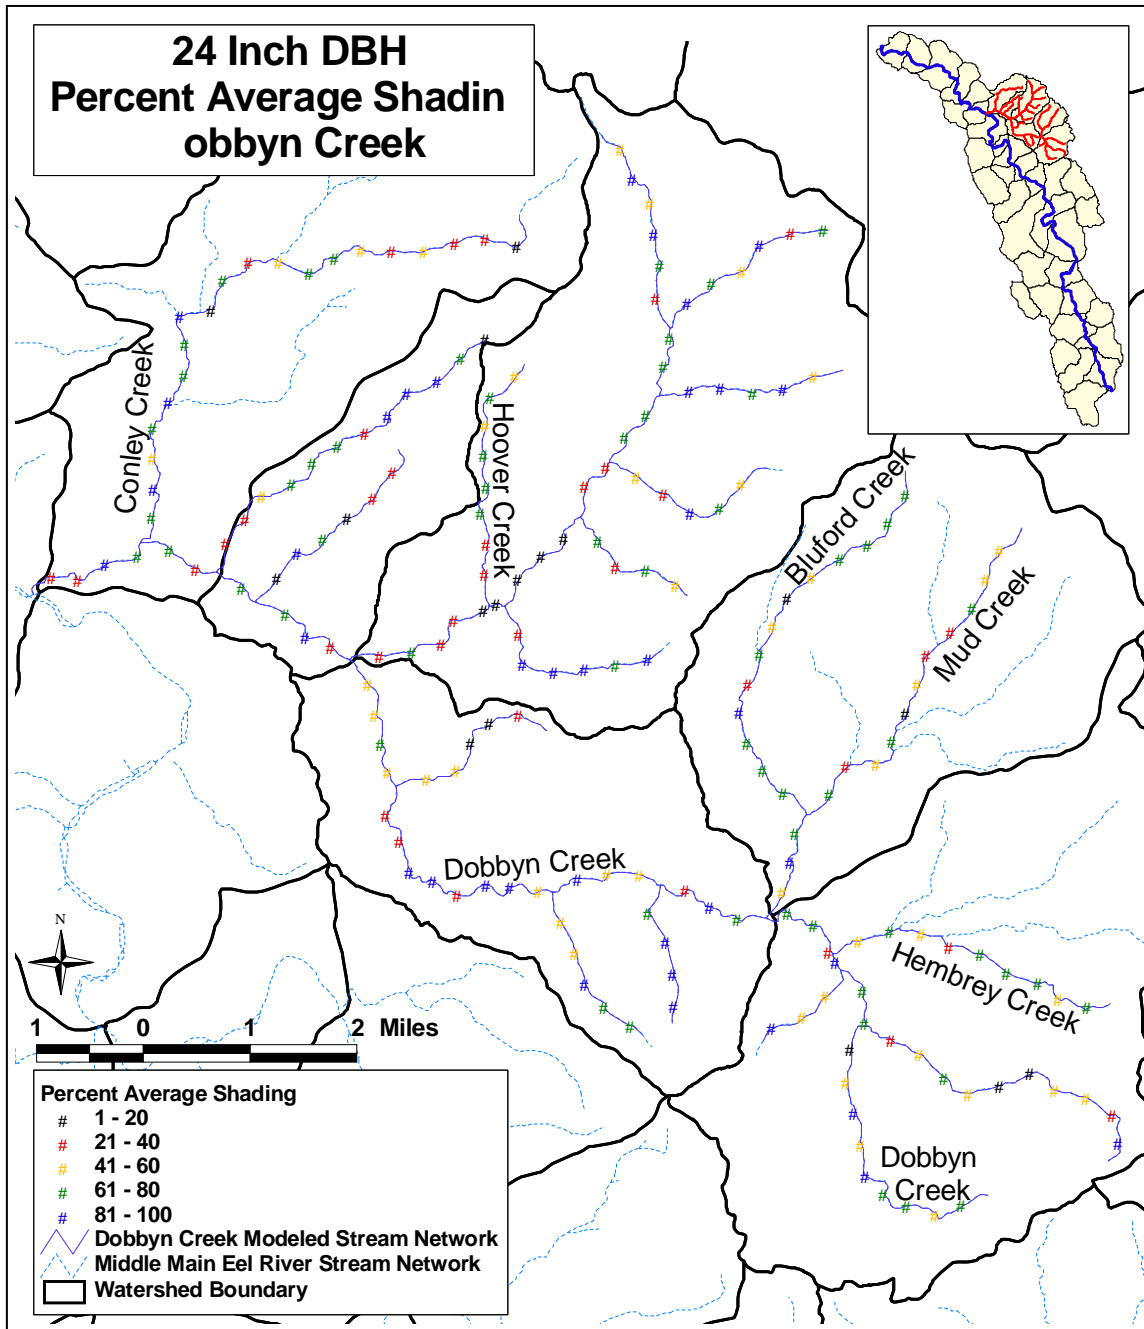 24 Inch DBH
Percent Average Shadin
obbyn Creek
Conley Creek
Hoover Creek
Bluford Creek
Mud Creek
Dobbyn Creek
Hembrey Creek
Dobbyn
Creek
N
1 0 1 2 Miles
Percent Average Shading
# 1 - 20
# 21 - 40
# 41 - 60
# 61 - 80
# 81 - 100
Dobbyn Creek Modeled Stream Network
Middle Main Eel River Stream Network
Watershed Boundary